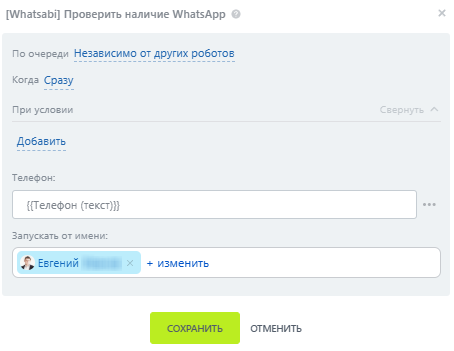 [Whatsabi] Проверить наличие WhatsApp ?
По очереди Независимо от других роботов
Когда Сразу
При условии Свернуть
Добавить
Телефон:
{{Телефон (текст)}} •••
Запускать от имени:
Евгений × + изменить
СОХРАНИТЬ ОТМЕНИТЬ